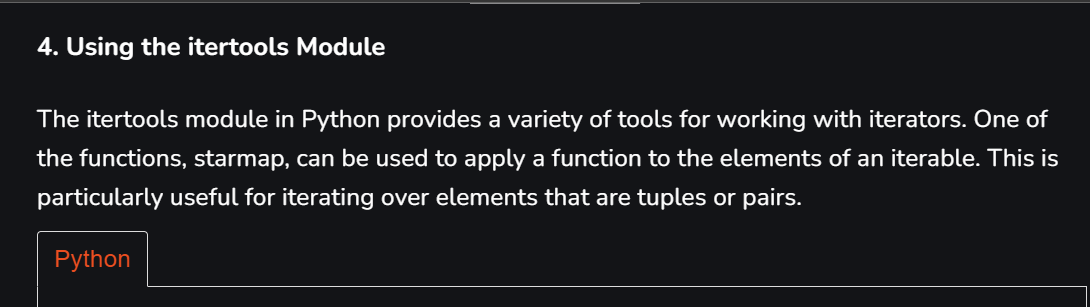 4. Using the itertools Module
The itertools module in Python provides a variety of tools for working with iterators. One of
the functions, starmap, can be used to apply a function to the elements of an iterable. This is
particularly useful for iterating over elements that are tuples or pairs.
Python